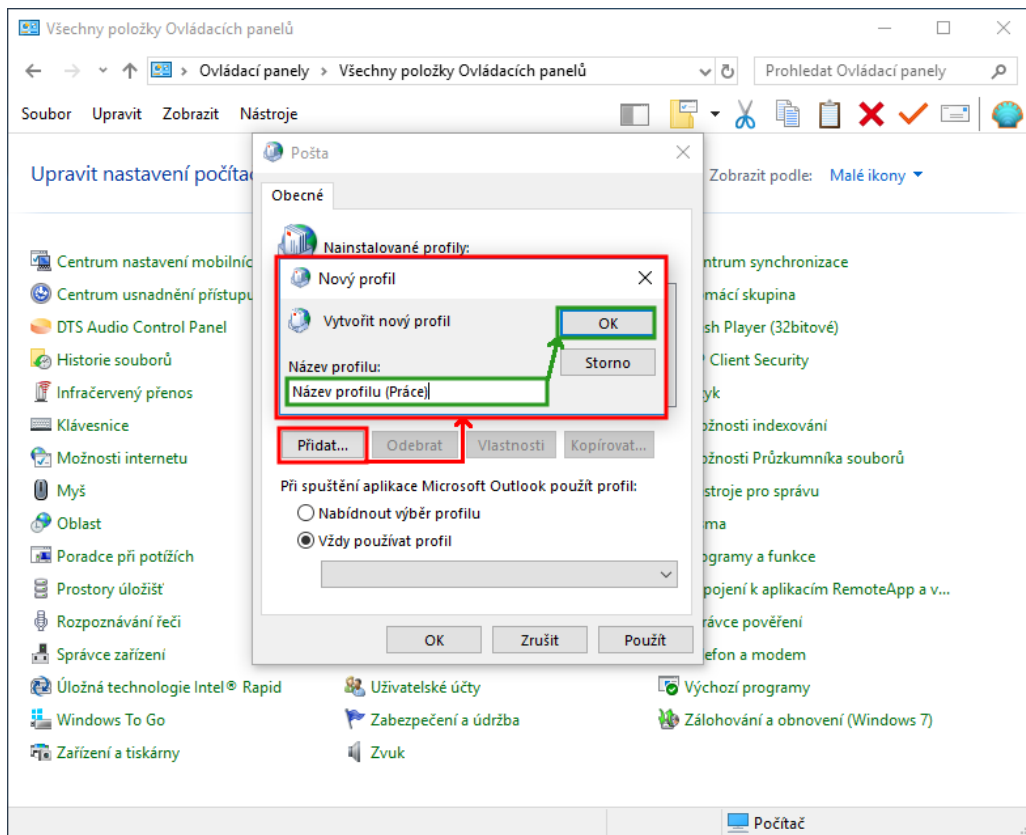 Všechny položky Ovládacích panelů
Ovládací panely > Všechny položky Ovládacích panelů
Prohledat Ovládací panely
Soubor Upravit Zobrazit Nástroje
Pošta
Upravit nastavení počítač
Zobrazit podle: Malé ikony
Obecné
Nainstalované profily:
Nový profil
Vytvořit nový profil
OK
Storno
Název profilu:
Název profilu (Práce)
Přidat... Odebrat Vlastnosti Kopírovat...
Při spuštění aplikace Microsoft Outlook použít profil:
Nabídnout výběr profilu
Vždy používat profil
OK Zrušit Použít
Centrum nastavení mobilníc
Centrum usnadnění přístupu
DTS Audio Control Panel
Historie souborů
Infračervený přenos
Klávesnice
Možnosti internetu
Myš
Oblast
Poradce při potížích
Prostory úložišť
Rozpoznávání řeči
Správce zařízení
Úložná technologie Intel® Rapid
Windows To Go
Zařízení a tiskárny
Uživatelské účty
Zabezpečení a údržba
Zvuk
ntrum synchronizace
mácí skupina
sh Player (32bitové)
Client Security
yk
ožnosti indexování
ožnosti Průzkumníka souborů
stroje pro správu
sma
ogramy a funkce
pojení k aplikacím RemoteApp a v...
rávce pověření
efon a modem
Výchozí programy
Zálohování a obnovení (Windows 7)
Počítač